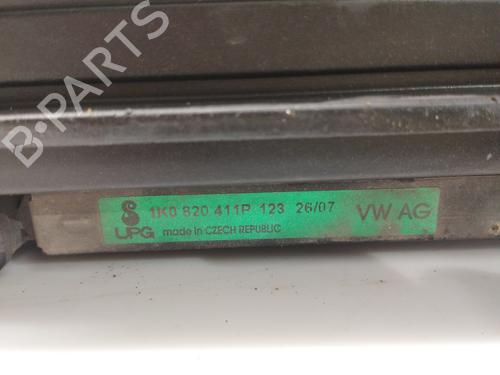 B-PARTS
1K0 820 411P 123 26/07 VW AG
UPG made in CZECH REPUBLIC